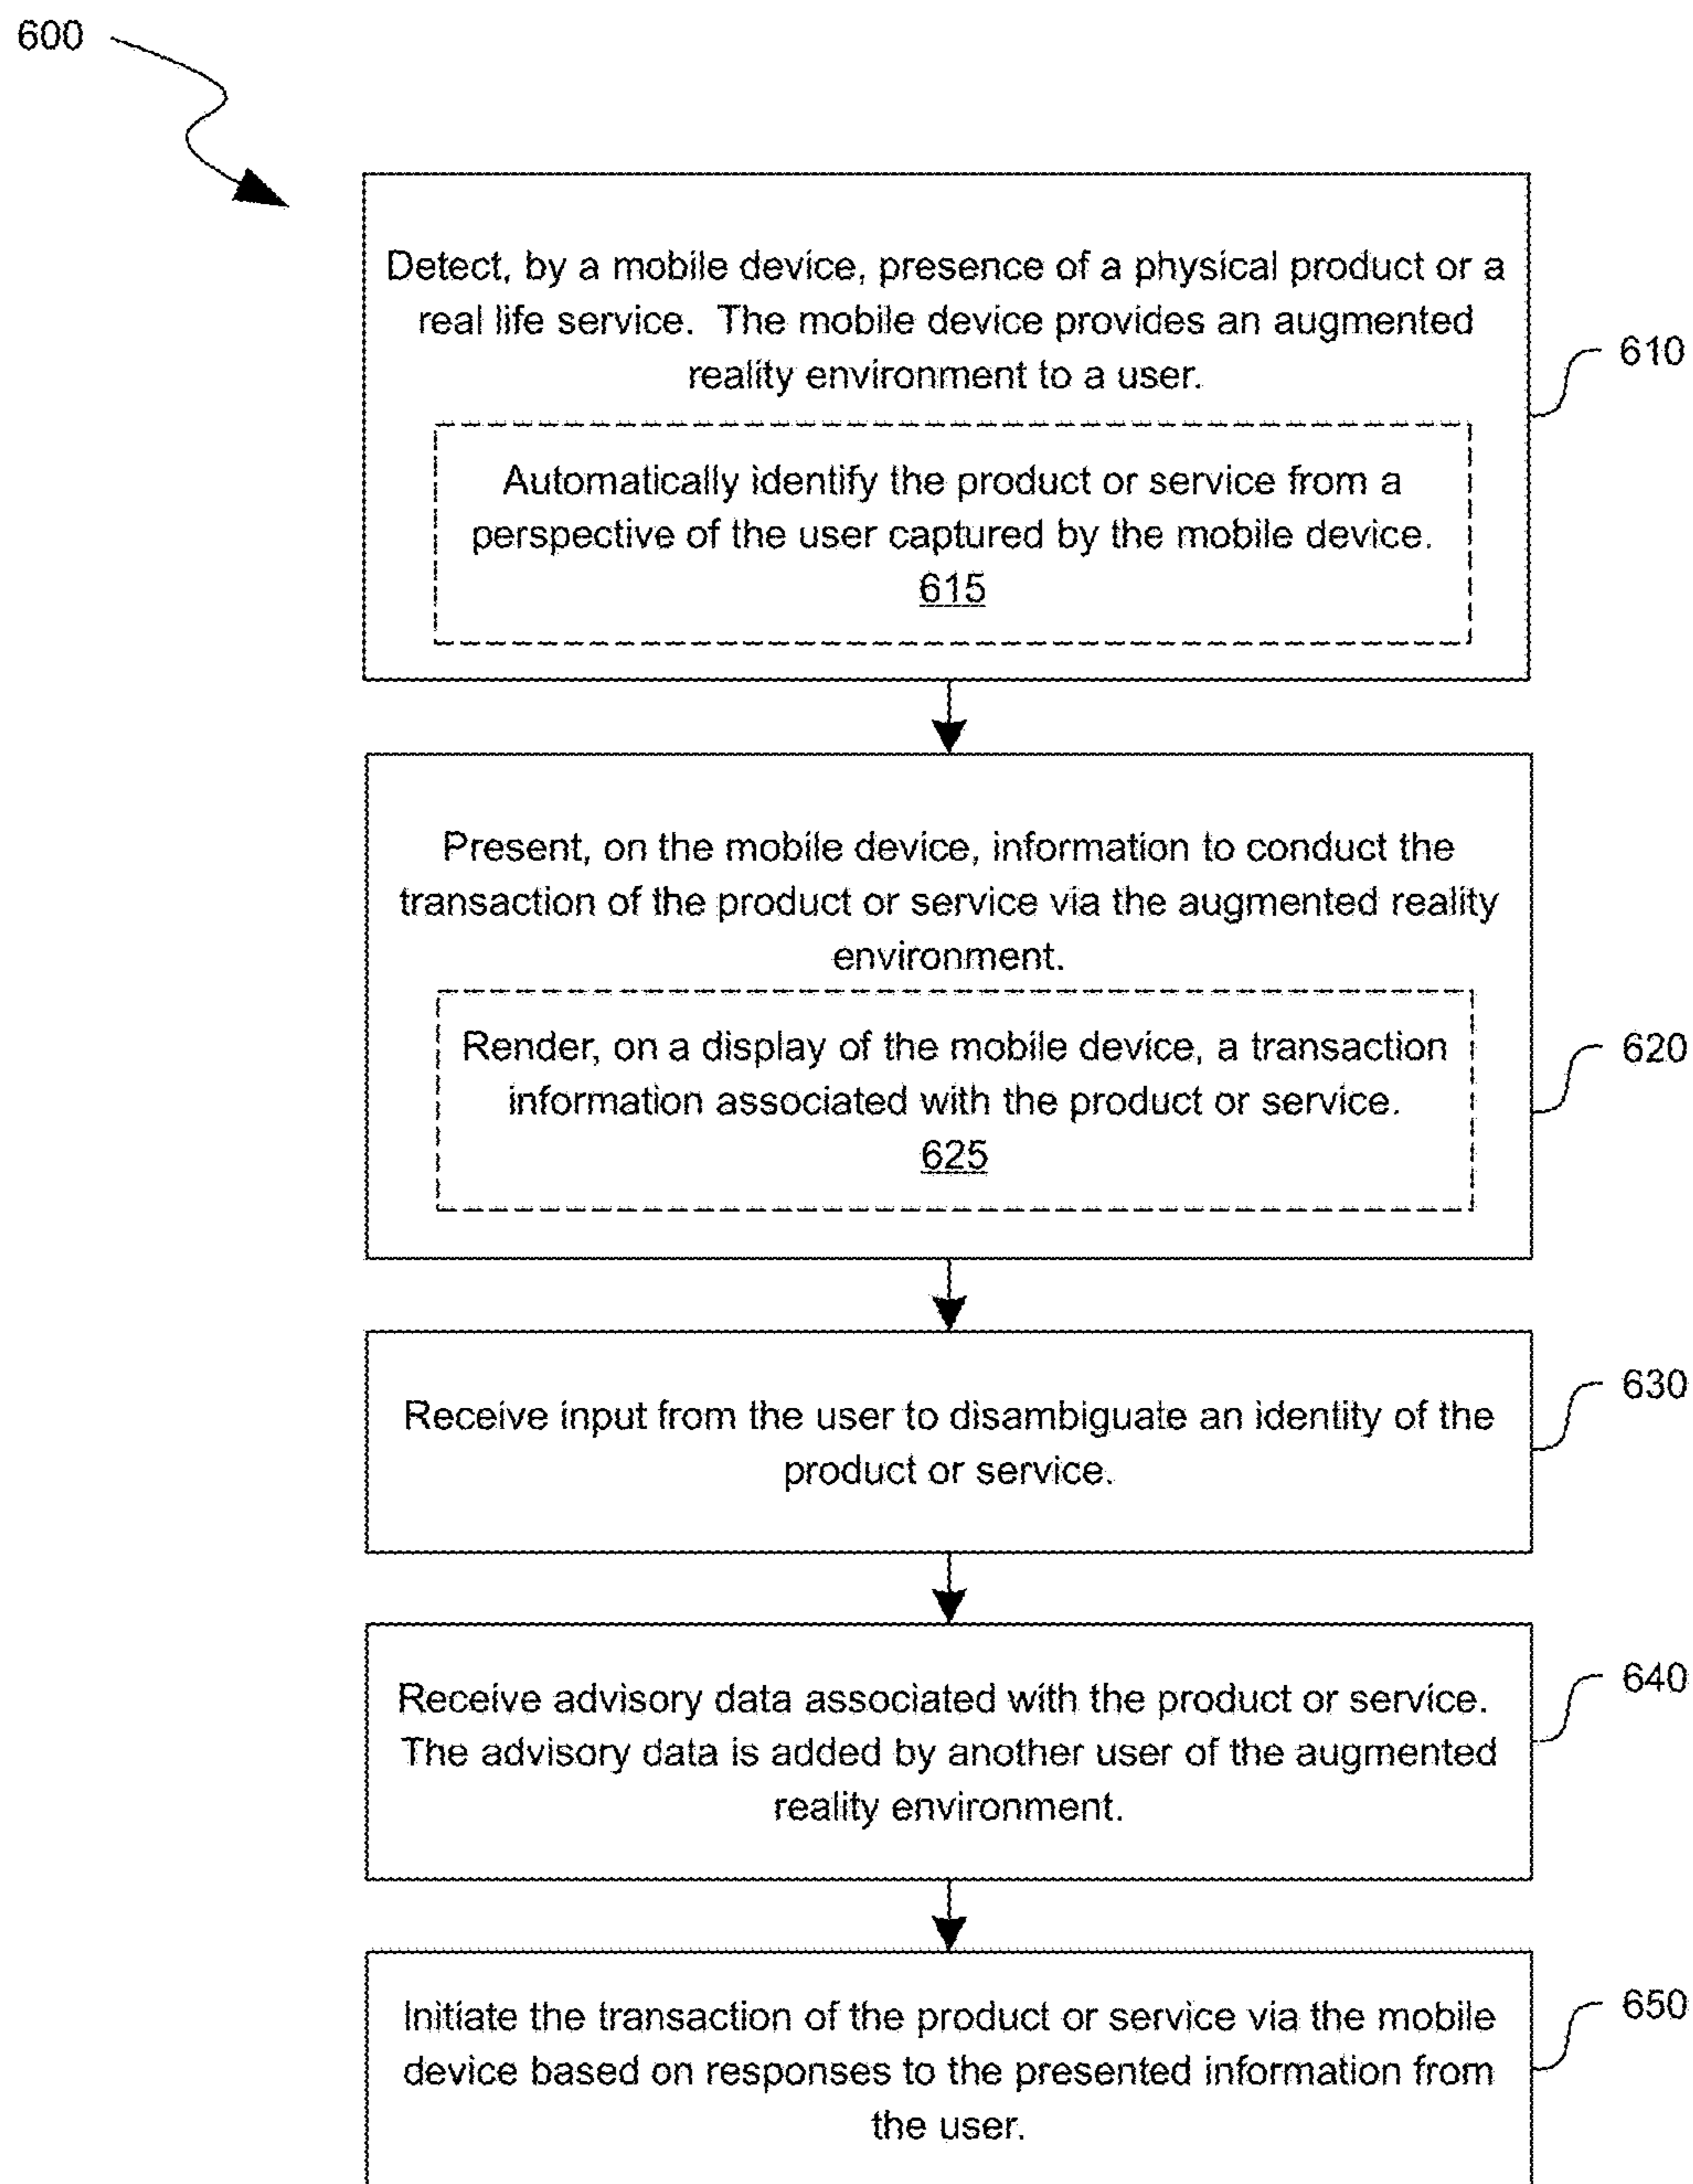 600
Detect, by a mobile device, presence of a physical product or a
real life service. The mobile device provides an augmented
reality environment to a user.
610
Automatically identify the product or service from a
perspective of the user captured by the mobile device.
615
Present, on the mobile device, information to conduct the
transaction of the product or service via the augmented reality
environment.
Render, on a display of the mobile device, a transaction
information associated with the product or service.
625
620
Receive input from the user to disambiguate an identity of the
product or service.
630
Receive advisory data associated with the product or service.
The advisory data is added by another user of the augmented
reality environment.
640
Initiate the transaction of the product or service via the mobile
device based on responses to the presented information from
the user.
650